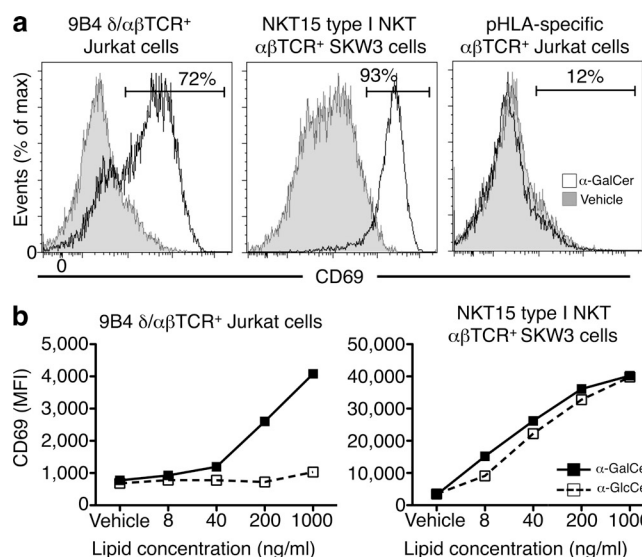 a
9B4 δ/αβTCR+
Jurkat cells
NKT15 type I NKT
αβTCR+ SKW3 cells
pHLA-specific
αβTCR+ Jurkat cells
Events (% of max)
72%
93%
12%
α-GalCer
Vehicle
0
0
CD69
b
9B4 δ/αβTCR+ Jurkat cells
NKT15 type I NKT
αβTCR+ SKW3 cells
CD69 (MFI)
5,000
4,000
3,000
2,000
1,000
0
50,000
40,000
30,000
20,000
10,000
0
α-GalCe
α-GlcCe
Vehicle 8 40 200 1000
Vehicle 8 40 200 1000
Lipid concentration (ng/ml)
Lipid concentration (ng/ml)